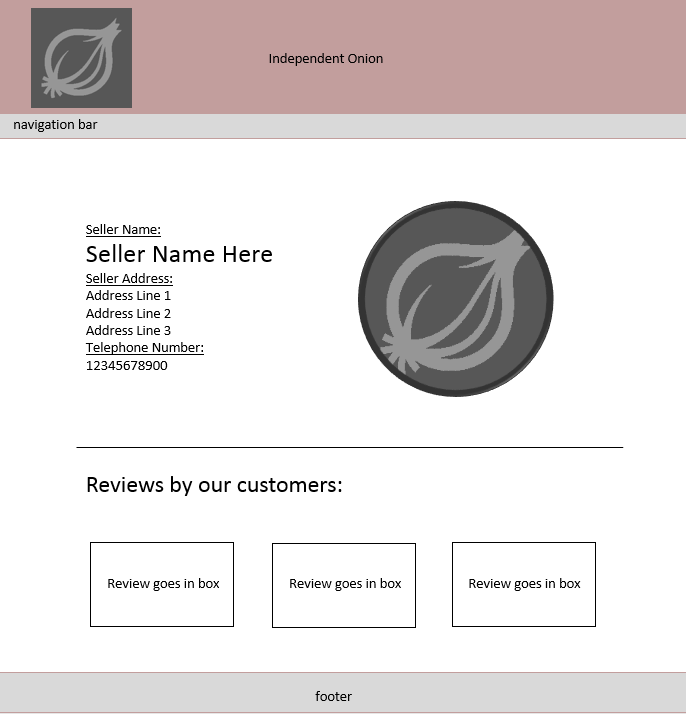 Independent Onion
navigation bar
Seller Name:
Seller Name Here
Seller Address:
Address Line 1
Address Line 2
Address Line 3
Telephone Number:
12345678900
Reviews by our customers:
Review goes in box
Review goes in box
Review goes in box
footer